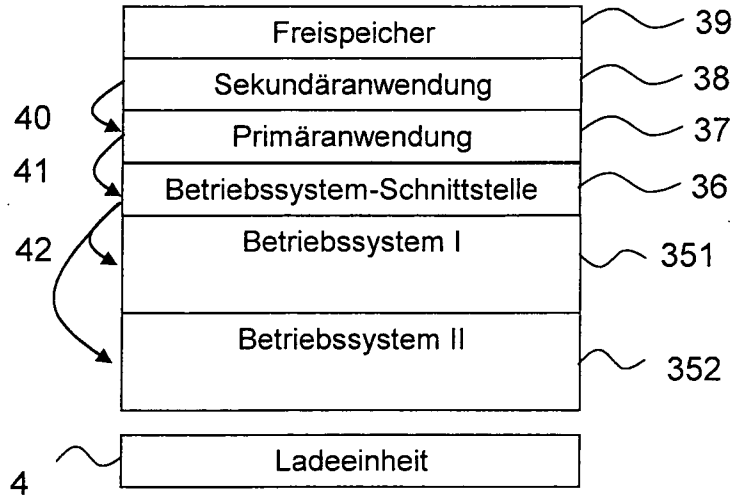 Freispeicher 39
Sekundäranwendung 38
40 Primäranwendung 37
41 Betriebssystem-Schnittstelle 36
42 Betriebssystem I 351
Betriebssystem II 352
4 Ladeeinheit